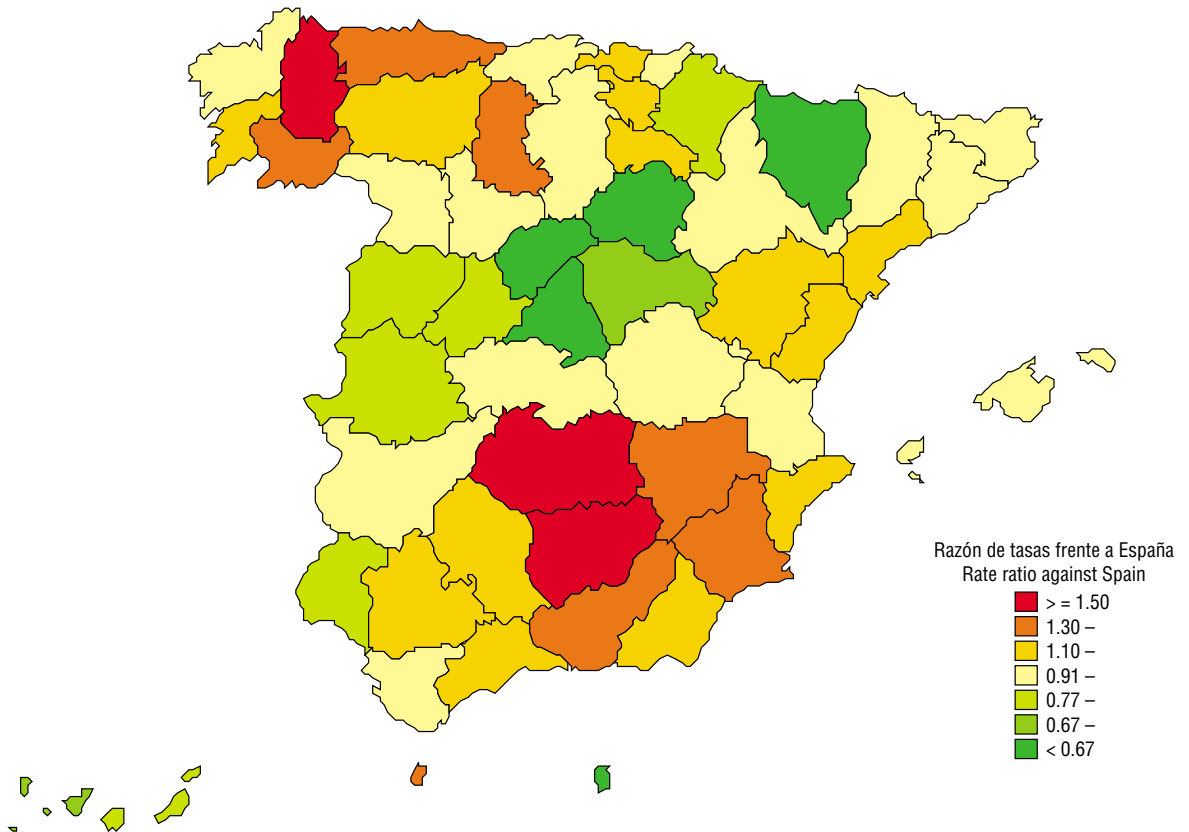 Razón de tasas frente a España
Rate ratio against Spain
> = 1.50
1.30 –
1.10 –
0.91 –
0.77 –
0.67 –
< 0.67